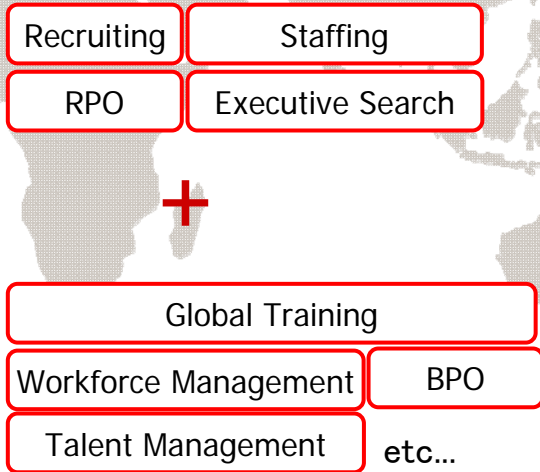 Recruiting Staffing
RPO Executive Search
+
Global Training
Workforce Management BPO
Talent Management etc...